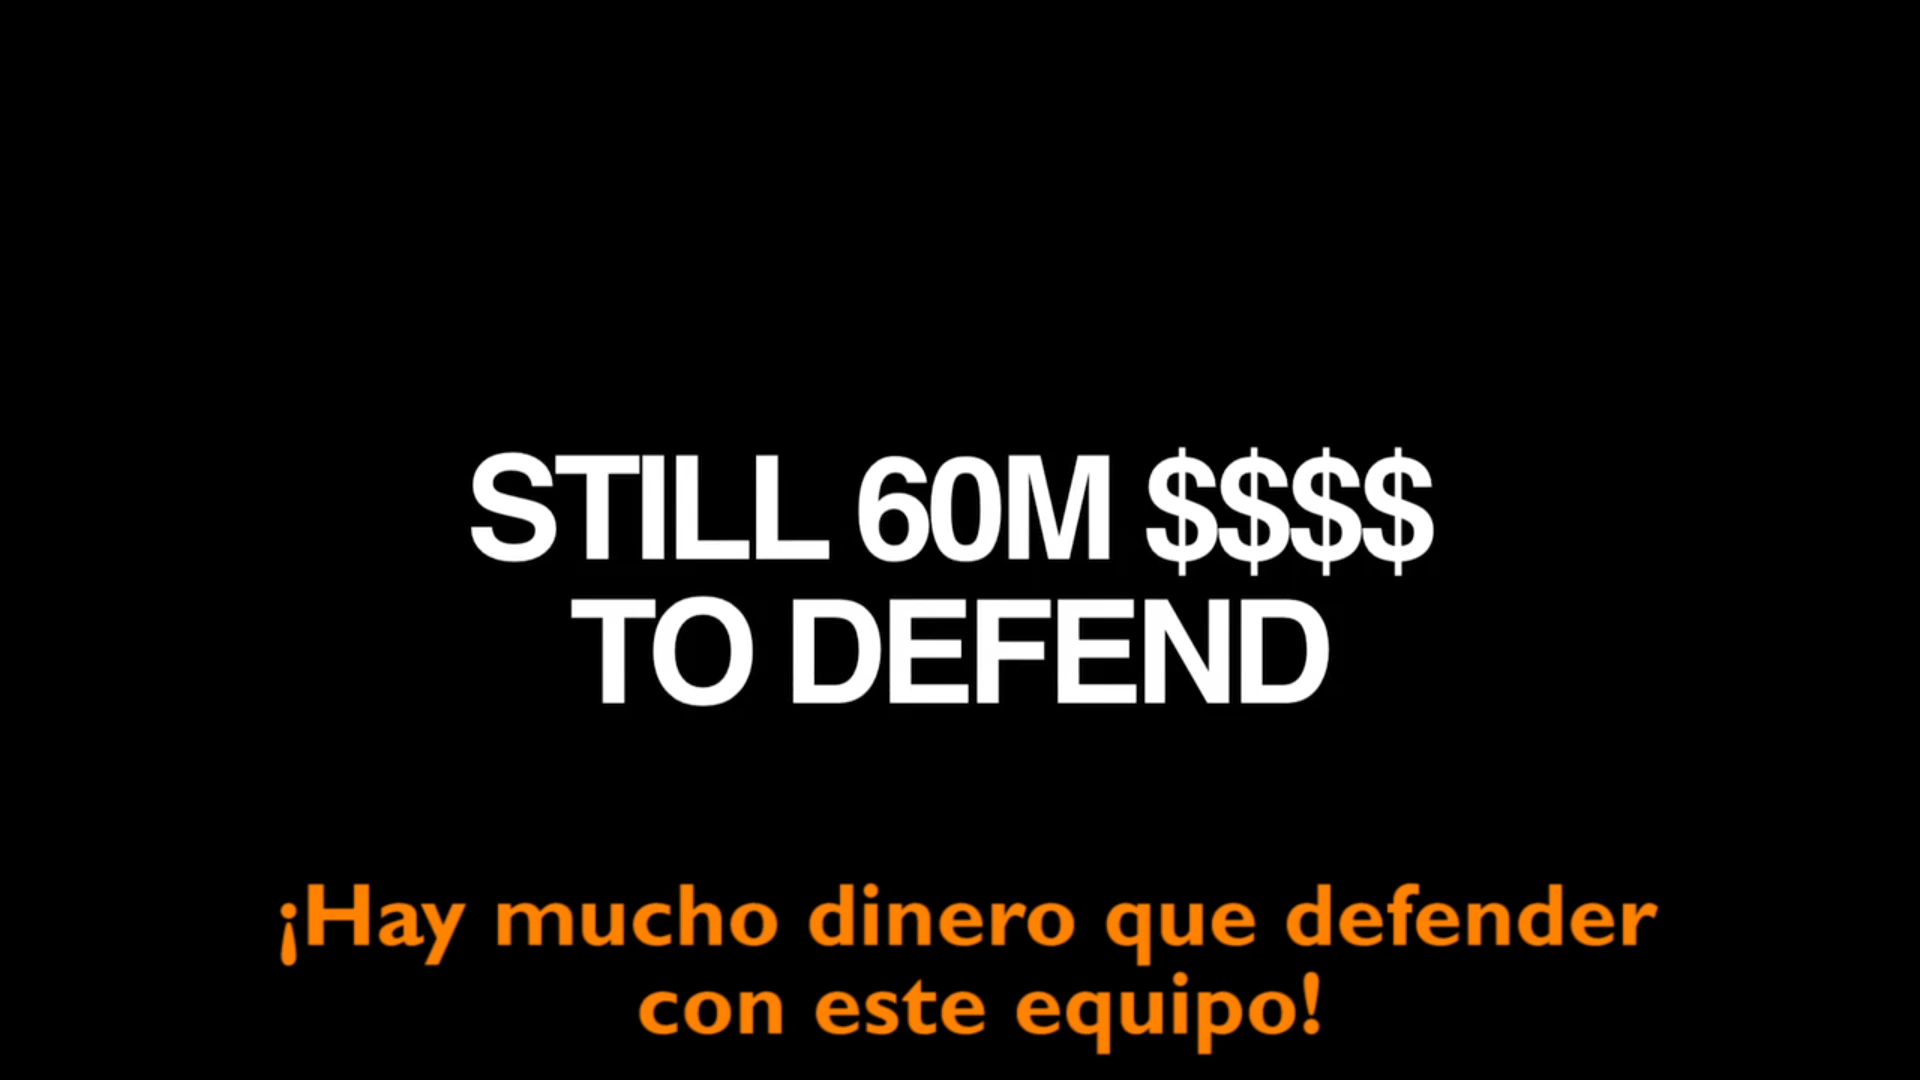 STILL 60M $$$$
TO DEFEND
¡Hay mucho dinero que defender
con este equipo!